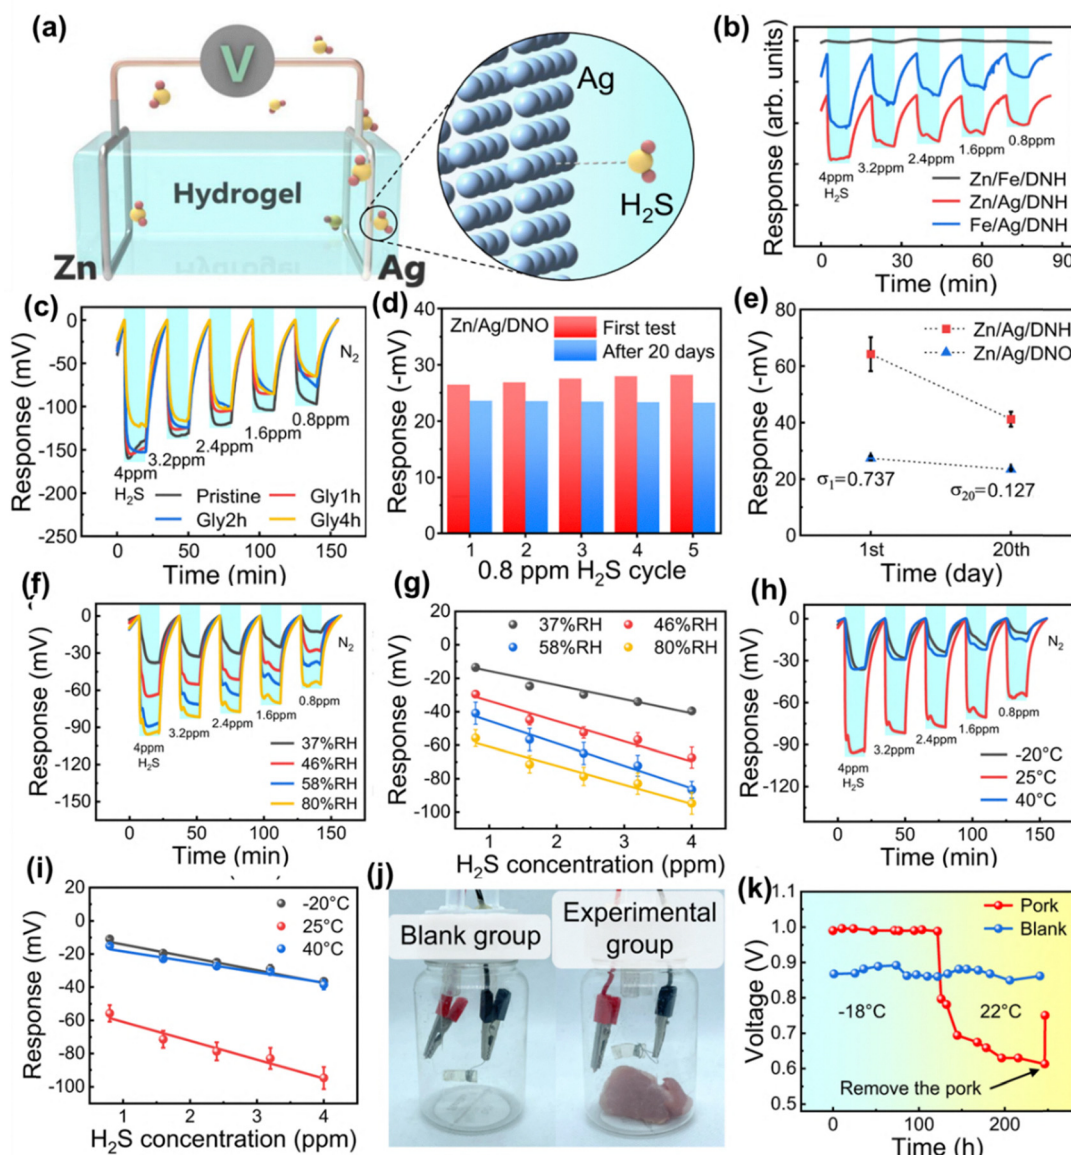 (a)
V
Hydrogel
Zn
Ag
Ag
H₂S
(b)
Response (arb. units)
4ppm
H₂S
3.2ppm
2.4ppm
1.6ppm
0.8ppm
Zn/Fe/DNH
Zn/Ag/DNH
Fe/Ag/DNH
0 30 60 90
Time (min)
(c)
Response (mV)
0
-50
-100
-150
-200
-250
N₂
0.8ppm
1.6ppm
2.4ppm
3.2ppm
4ppm
H₂S
Pristine
Gly1h
Gly2h
Gly4h
0 50 100 150
Time (min)
(d)
Response (-mV)
40
30
20
10
0
Zn/Ag/DNO
First test
After 20 days
1 2 3 4 5
0.8 ppm H₂S cycle
(e)
Response (-mV)
80
60
40
20
0
Zn/Ag/DNH
Zn/Ag/DNO
σ₁=0.737
σ₂₀=0.127
1st 20th
Time (day)
(f)
Response (mV)
0
-30
-60
-90
-120
-150
N₂
0.8ppm
1.6ppm
2.4ppm
3.2ppm
4ppm
H₂S
37%RH
46%RH
58%RH
80%RH
0 50 100 150
Time (min)
(g)
Response (mV)
20
0
-20
-40
-60
-80
-100
37%RH
46%RH
58%RH
80%RH
1 2 3 4
H₂S concentration (ppm)
(h)
Response (mV)
0
-30
-60
-90
-120
N₂
0.8ppm
1.6ppm
2.4ppm
3.2ppm
4ppm
H₂S
-20°C
25°C
40°C
0 25 50 75 100 125 150
Time (min)
(i)
Response (mV)
20
0
-20
-40
-60
-80
-100
-20°C
25°C
40°C
1 2 3 4
H₂S concentration (ppm)
(j)
Blank group
Experimental
group
(k)
Voltage (V)
1.1
1.0
0.9
0.8
0.7
0.6
0.5
Pork
Blank
-18°C
22°C
Remove the pork
0 100 200
Time (h)